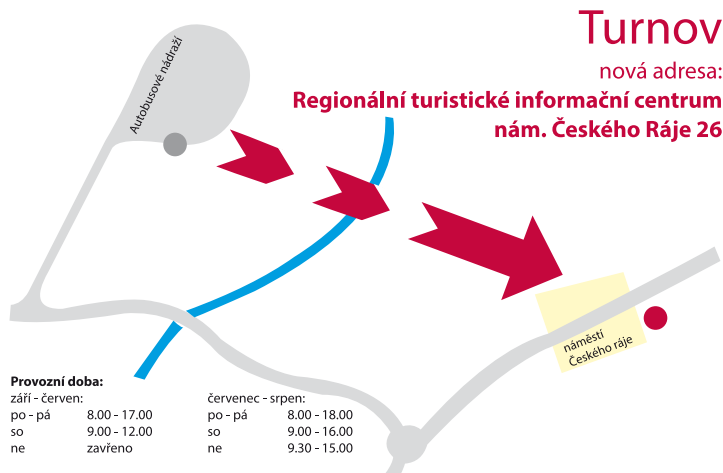 Turnov
nová adresa:
Regionální turistické informační centrum
nám. Českého Ráje 26
Autobusové nádraží
náměstí
Českého ráje
Provozní doba:
září - červen:
po - pá 8.00 - 17.00
so 9.00 - 12.00
ne zavřeno
červenec - srpen:
po - pá 8.00 - 18.00
so 9.00 - 16.00
ne 9.30 - 15.00